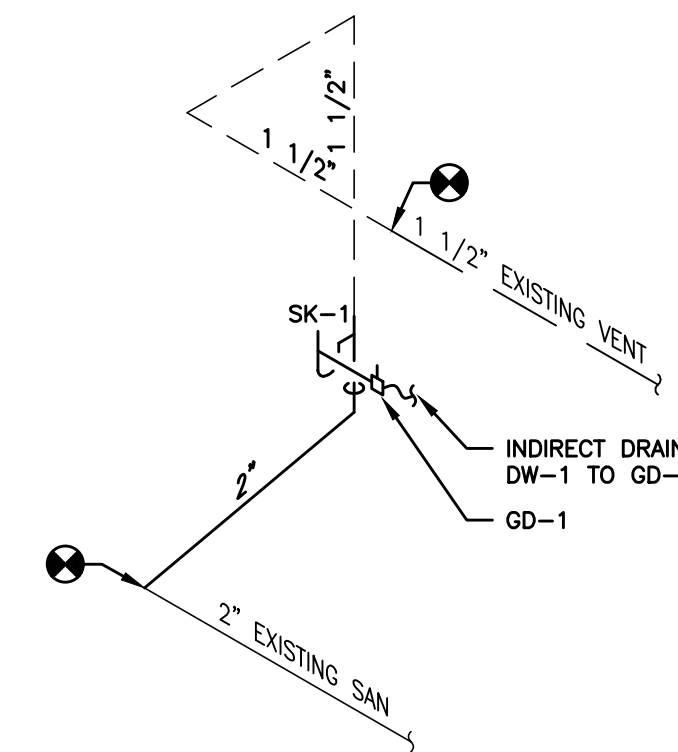 1 1/2"
1 1/2"
1 1/2" EXISTING VENT
SK-1
INDIRECT DRAIN
DW-1 TO GD-
GD-1
2"
2" EXISTING SAN